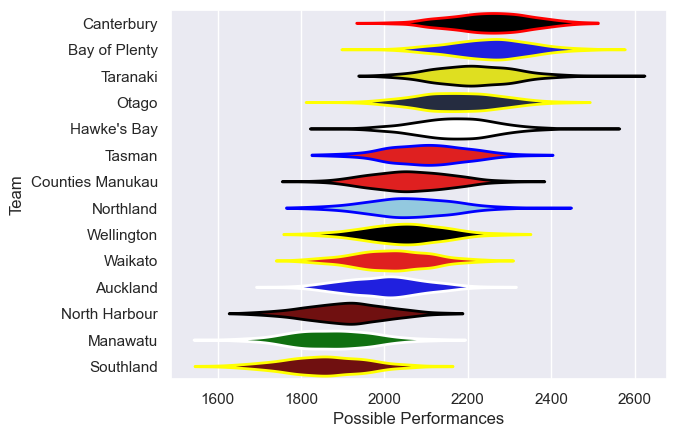 Canterbury
Bay of Plenty
Taranaki
Otago
Hawke's Bay
Tasman
Counties Manukau
Northland
Wellington
Waikato
Auckland
North Harbour
Manawatu
Southland
Team
1600 1800 2000 2200 2400 2600
Possible Performances